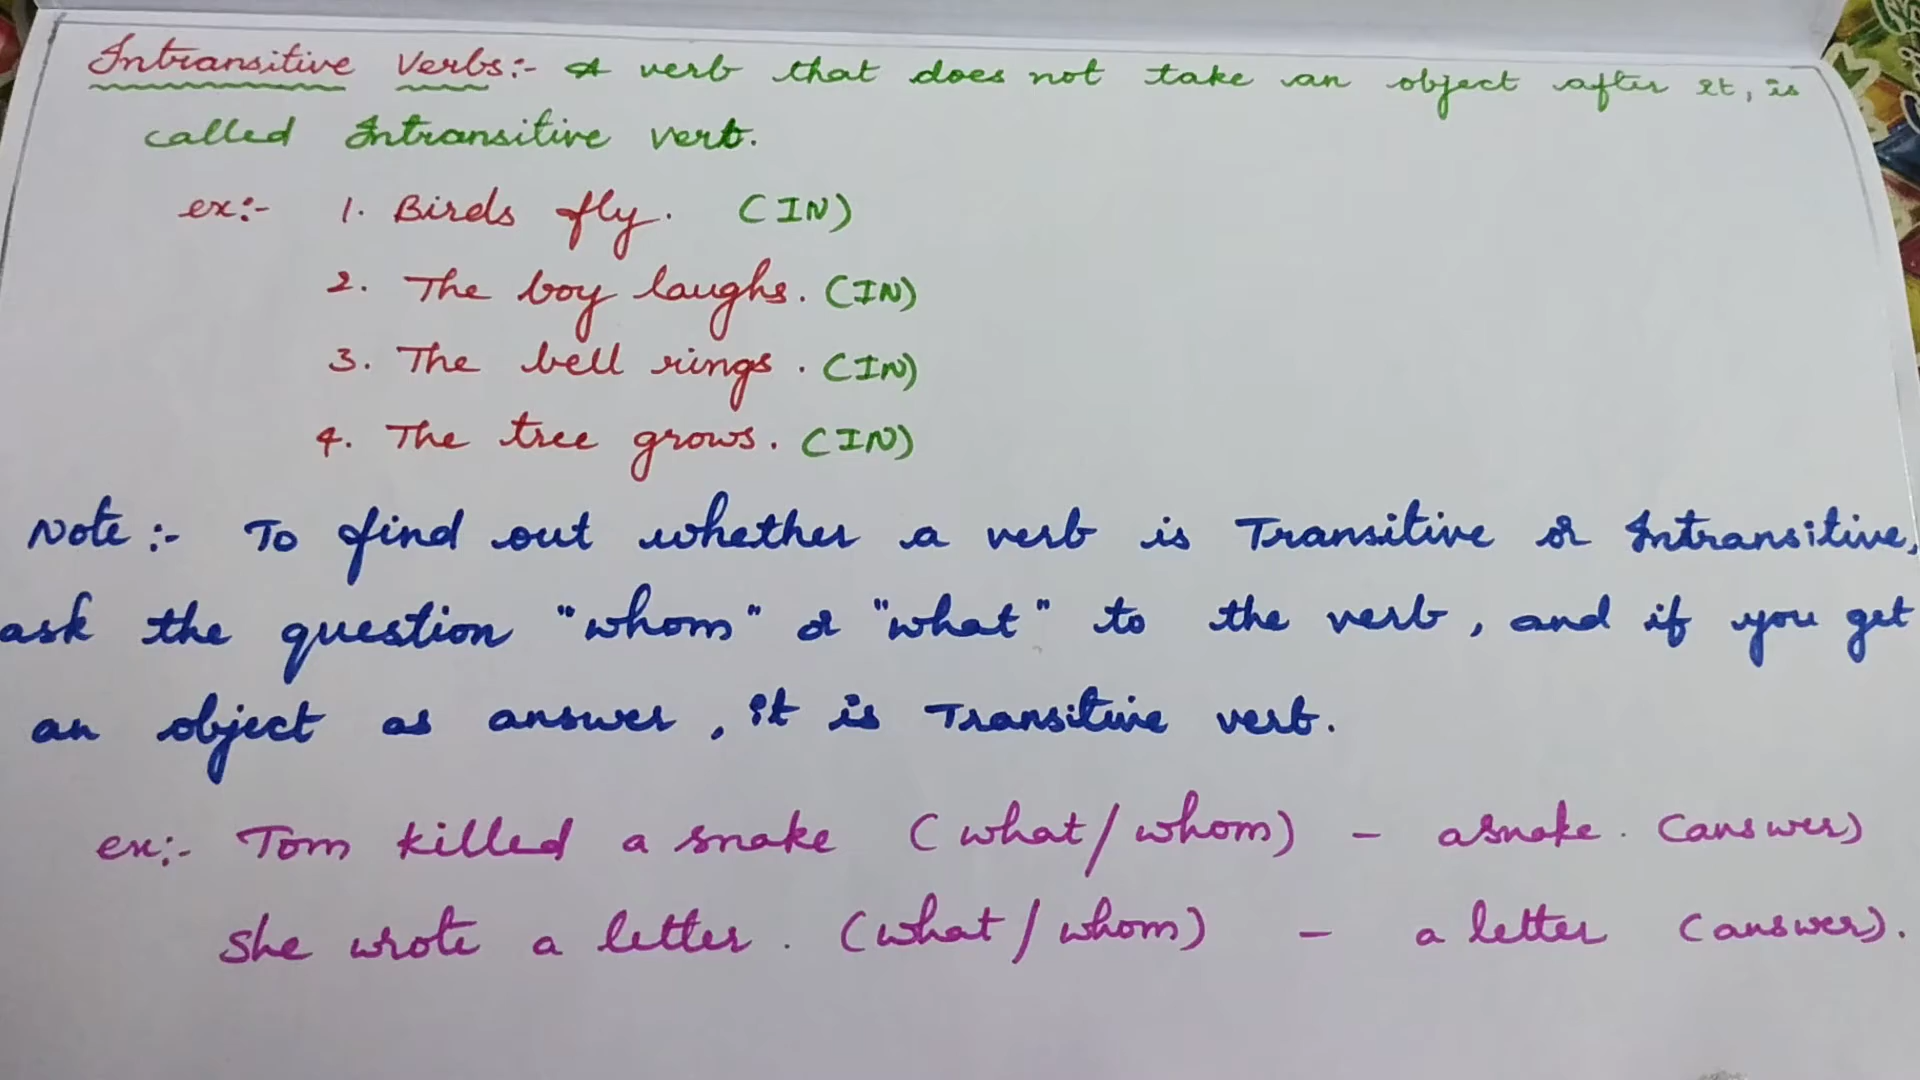 Intransitive Verbs:- A verb that does not take an object after it, is
called Intransitive verb.
ex:- 1. Birds fly. (IN)
2. The boy laughs. (IN)
3. The bell rings. (IN)
4. The tree grows. (IN)
Note:- To find out whether a verb is Transitive or Intransitive,
ask the question "whom" or "what" to the verb, and if you get
an object as answer, it is Transitive verb.
ex:- Tom killed a snake (what/whom) - asnake. (answer)
She wrote a letter. (what/whom) - a letter (answer).